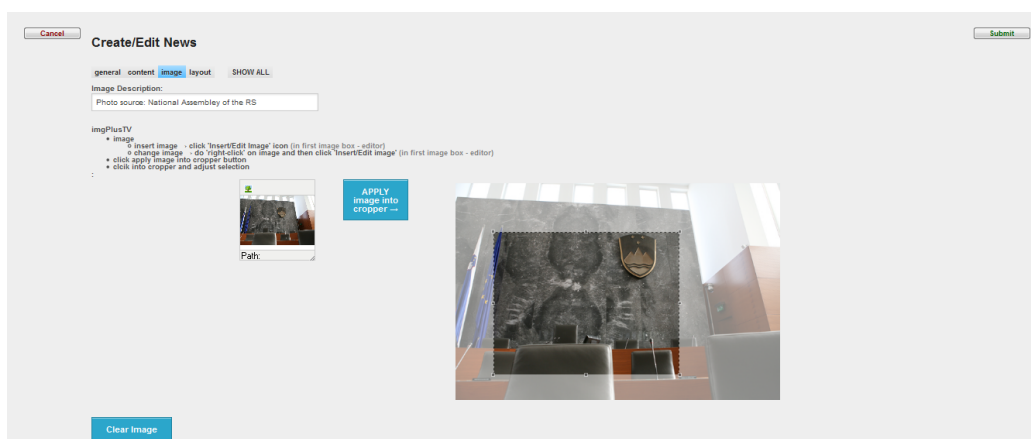 Cancel
Submit
Create/Edit News
general content image layout SHOW ALL
Image Description:
Photo source: National Assembley of the RS
imgPlusTV
• image
o insert image - click 'Insert/Edit Image' icon (in first image box - editor)
o change image - do 'right-click' on image and then click 'Insert/Edit image' (in first image box - editor)
• click apply image into cropper button
• clcik into cropper and adjust selection
:
APPLY
image into
cropper →
Path:
Clear Image